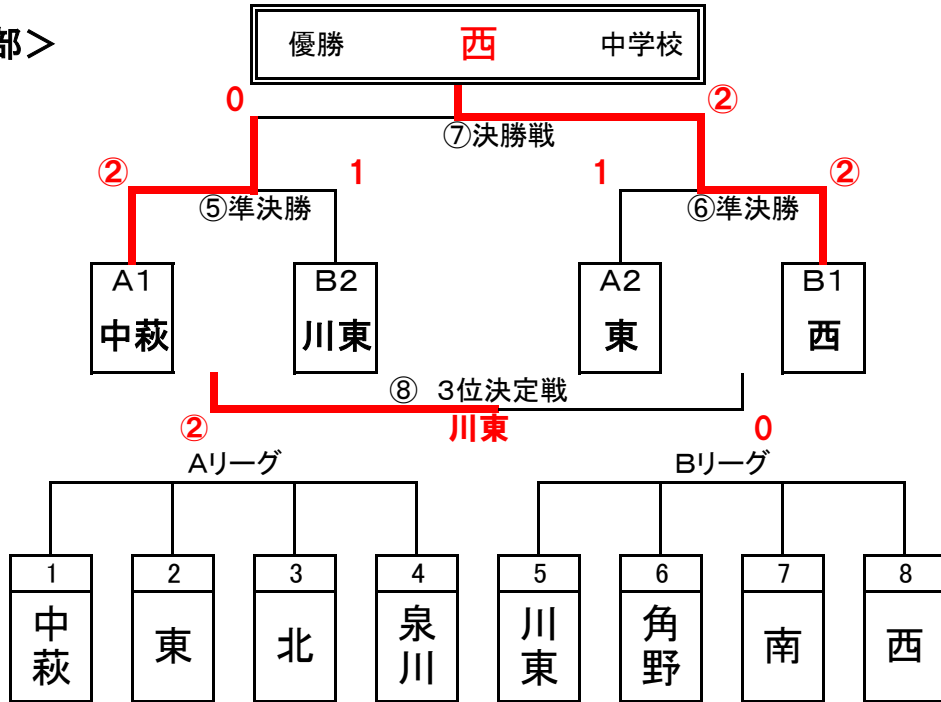 部＞
優勝 西 中学校
0 ②
⑦決勝戦
② 1 1 ②
⑤準決勝 ⑥準決勝
A1 B2 A2 B1
中萩 川東 東 西
⑧ 3位決定戦
② 川東 0
Aリーグ Bリーグ
1 2 3 4 5 6 7 8
中萩 東 北 泉川 川東 角野 南 西